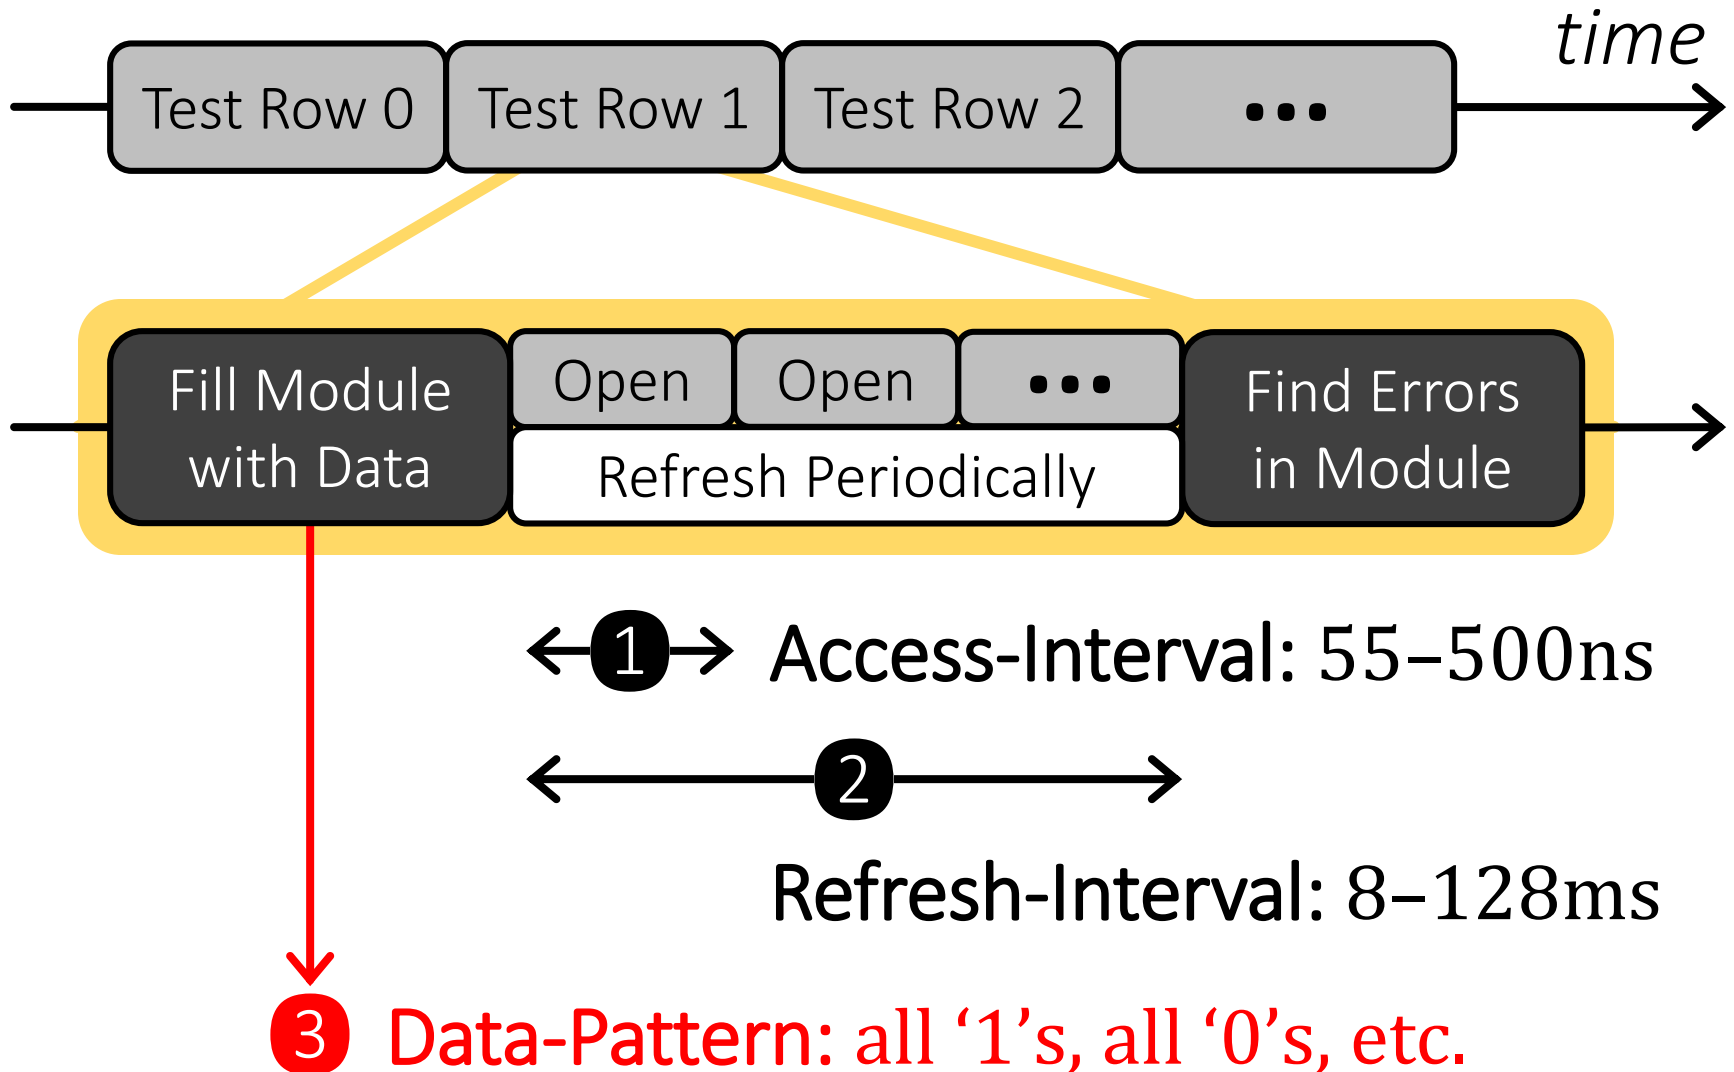 time
Test Row 0 Test Row 1 Test Row 2 •••
Fill Module
with Data
Open Open •••
Refresh Periodically
Find Errors
in Module
1 Access-Interval: 55–500ns
2
Refresh-Interval: 8–128ms
3 Data-Pattern: all ‘1’s, all ‘0’s, etc.